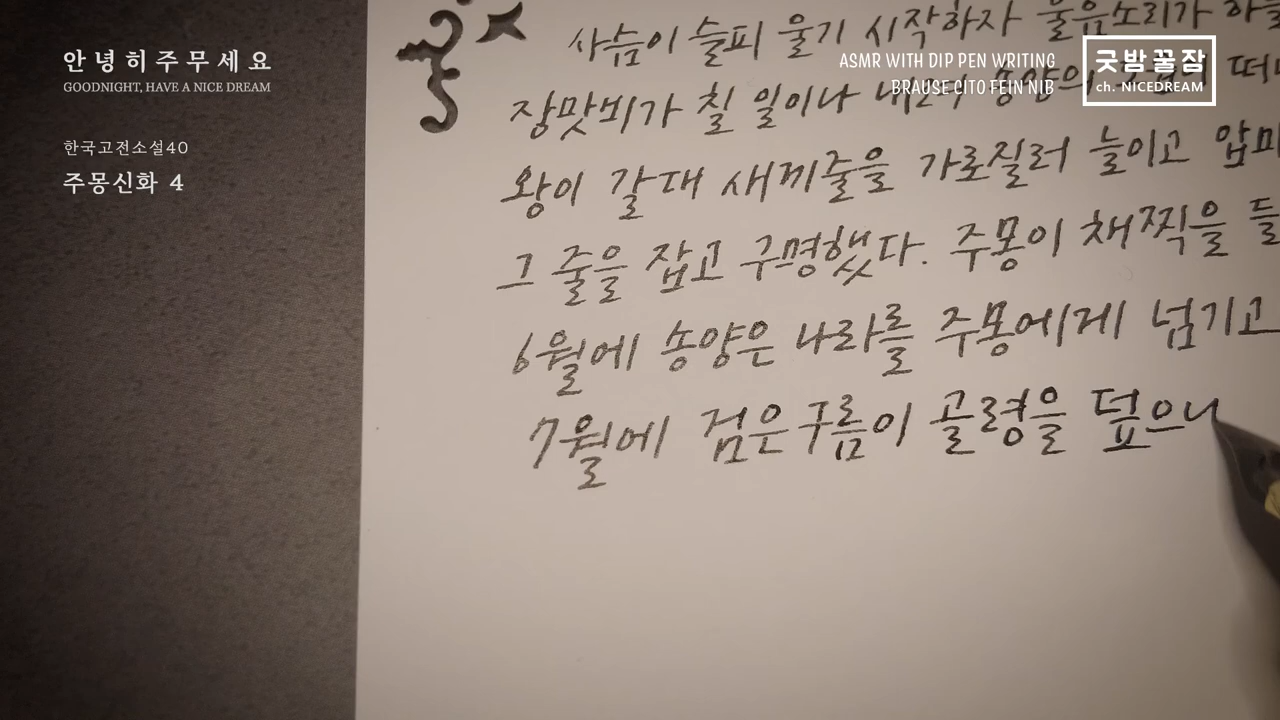 안녕히주무세요
GOODNIGHT, HAVE A NICE DREAM
한국고전소설40
주몽신화 4
ASMR WITH DIP PEN WRITING
BRAUSE CITO FEIN NIB
굿밤꿀잠
ch. NICEDREAM
사슴이 슬피 울기 시작하자 울음소리가
장맛비가 칠 일이나 송양의
왕이 갈대 새끼줄을 가로질러 늘이고
그 줄을 잡고 구명했다. 주몽이 채찍을
6월에 송양은 나라를 주몽에게 넘기고
7월에 검은구름이 골령을 덮으니